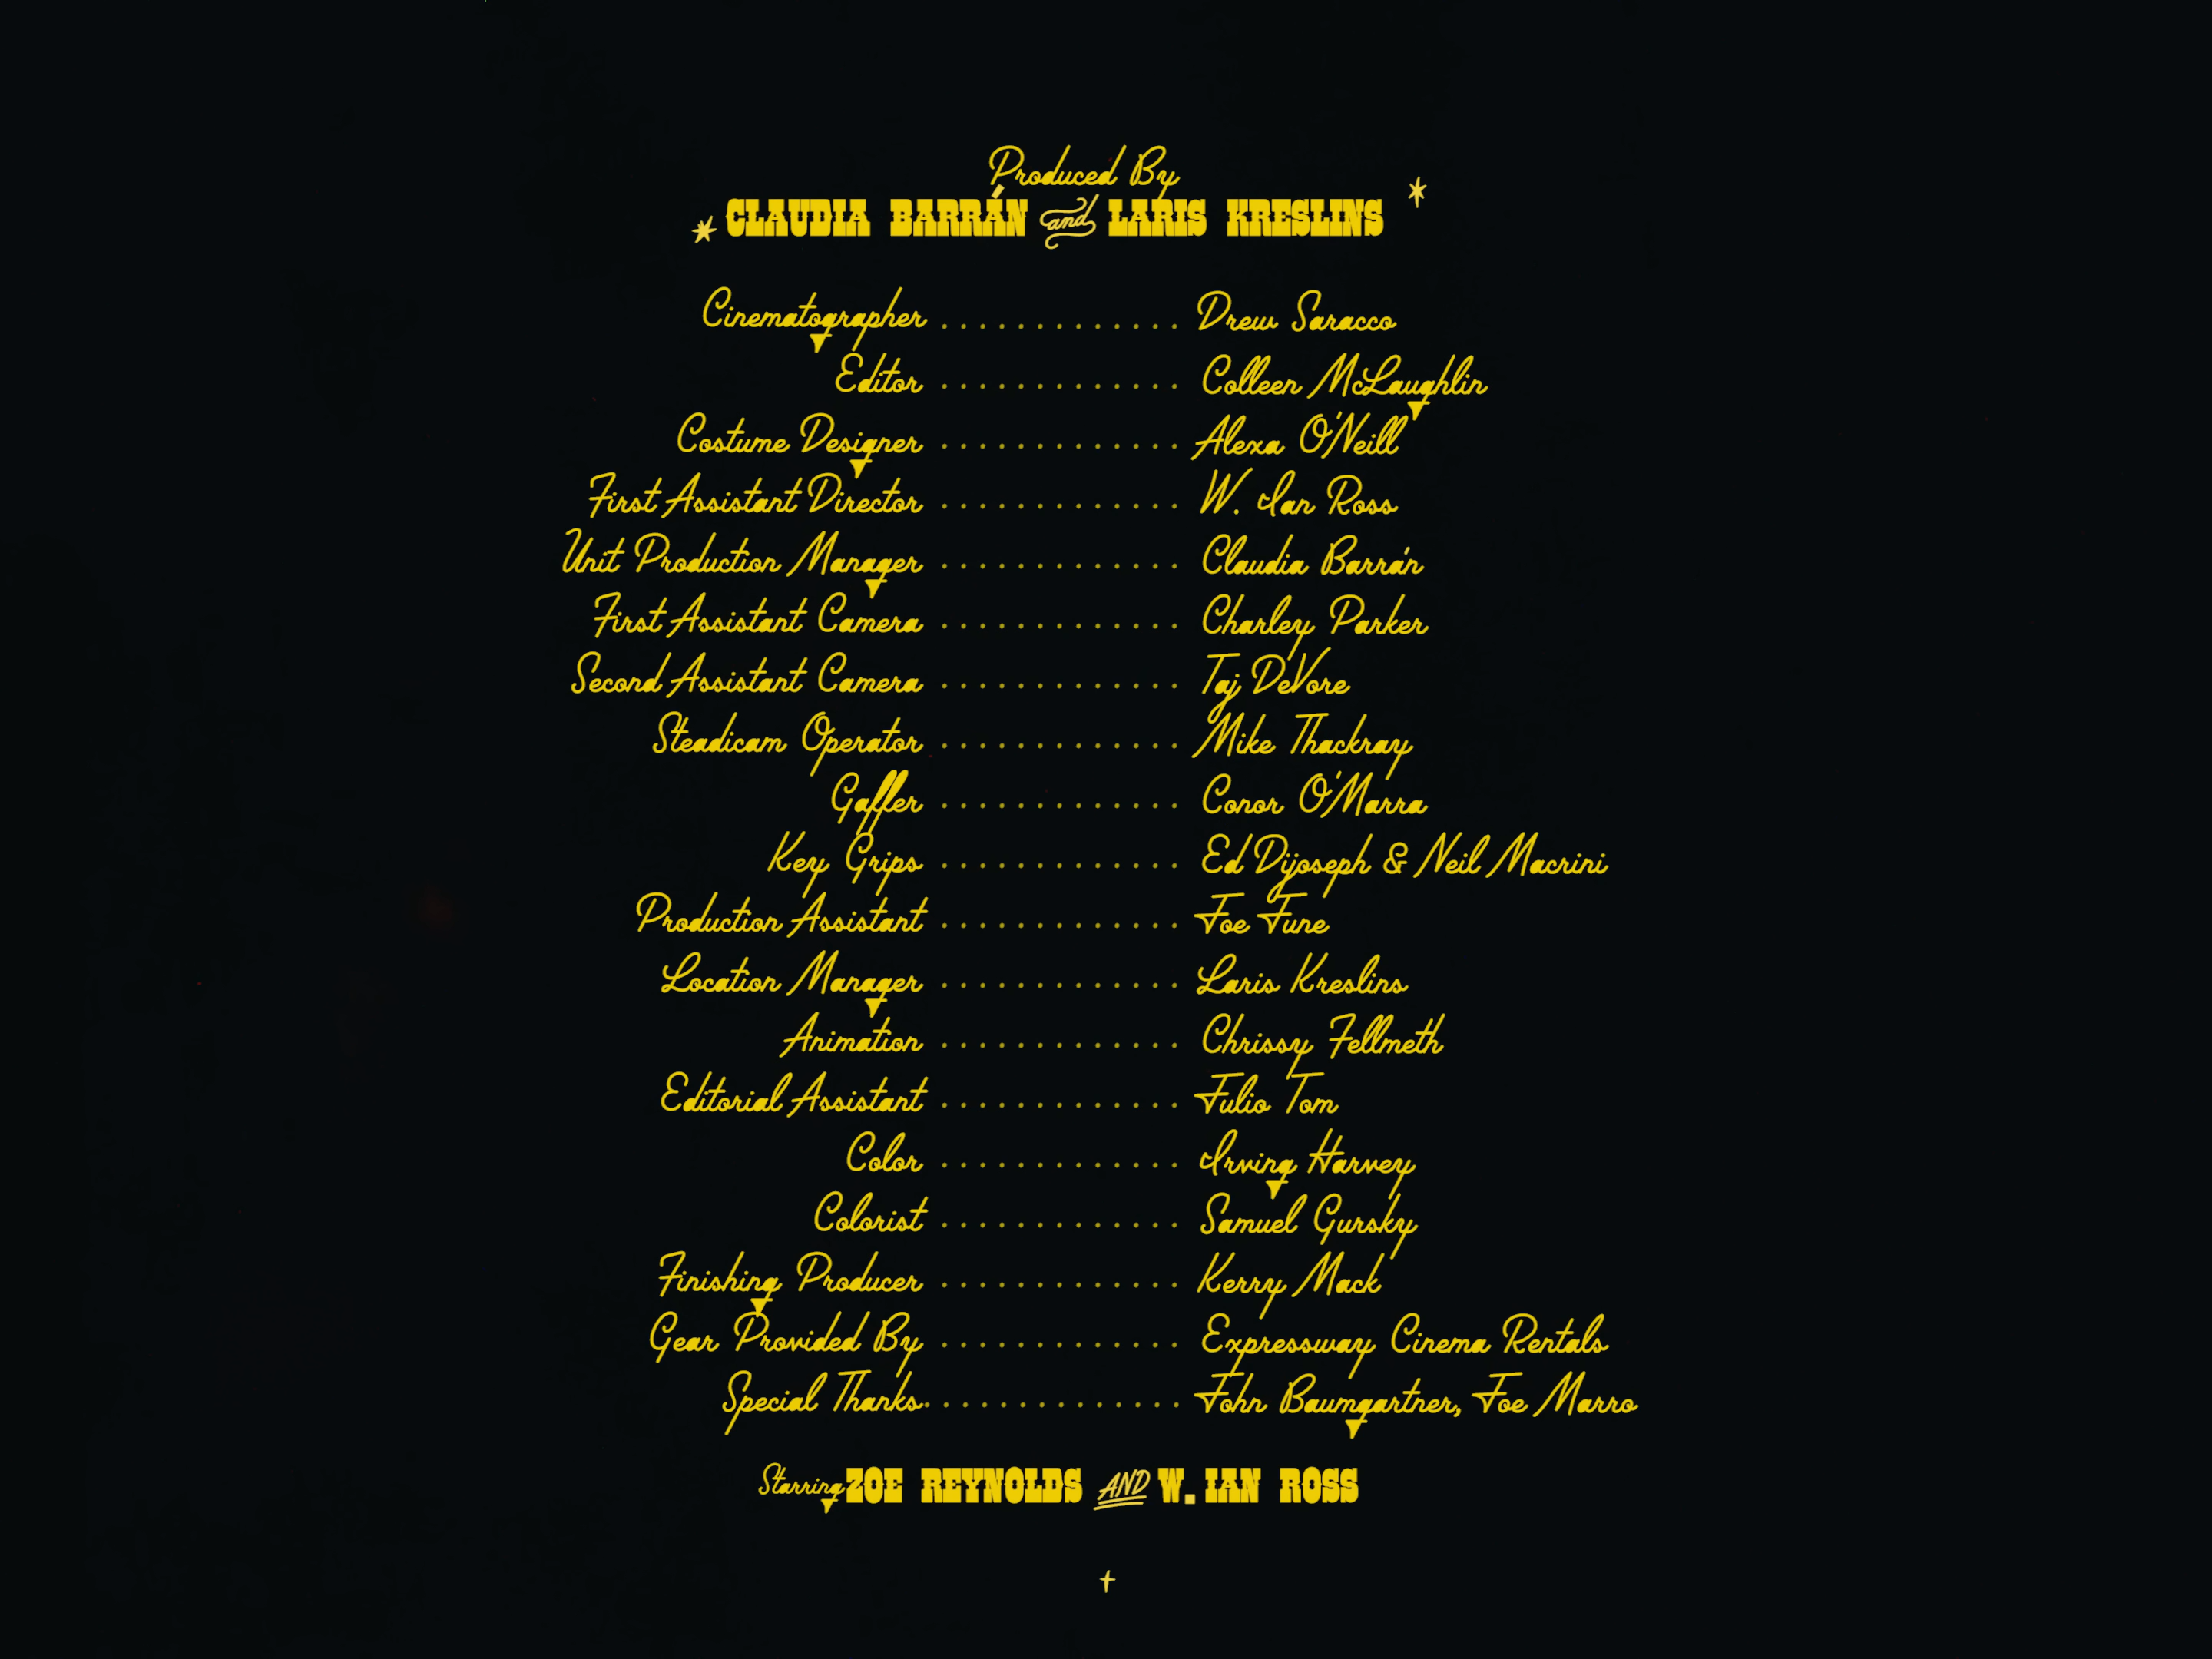 Produced By
CLAUDIA BARRÁN and LARIS KRESLINS
Cinematographer . . . . . . . . . . . . . Drew Saracco
Editor . . . . . . . . . . . . . Colleen McLaughlin
Costume Designer . . . . . . . . . . . . . Alexa O'Neill
First Assistant Director . . . . . . . . . . . . . W. Ian Ross
Unit Production Manager . . . . . . . . . . . . . Claudia Barrán
First Assistant Camera . . . . . . . . . . . . . Charley Parker
Second Assistant Camera . . . . . . . . . . . . . Taj DeVore
Steadicam Operator . . . . . . . . . . . . . Mike Thackray
Gaffer . . . . . . . . . . . . . Conor O'Marra
Key Grips . . . . . . . . . . . . . Ed Dijoseph & Neil Macrini
Production Assistant . . . . . . . . . . . . . Joe June
Location Manager . . . . . . . . . . . . . Laris Kreslins
Animation . . . . . . . . . . . . . Chrissy Fellmeth
Editorial Assistant . . . . . . . . . . . . . Julio Tom
Color . . . . . . . . . . . . . Irving Harvey
Colorist . . . . . . . . . . . . . Samuel Gursky
Finishing Producer . . . . . . . . . . . . . Kerry Mack
Gear Provided By . . . . . . . . . . . . . Expressway Cinema Rentals
Special Thanks . . . . . . . . . . . . . . John Baumgartner, Joe Marro
Starring ZOE REYNOLDS AND W. IAN ROSS